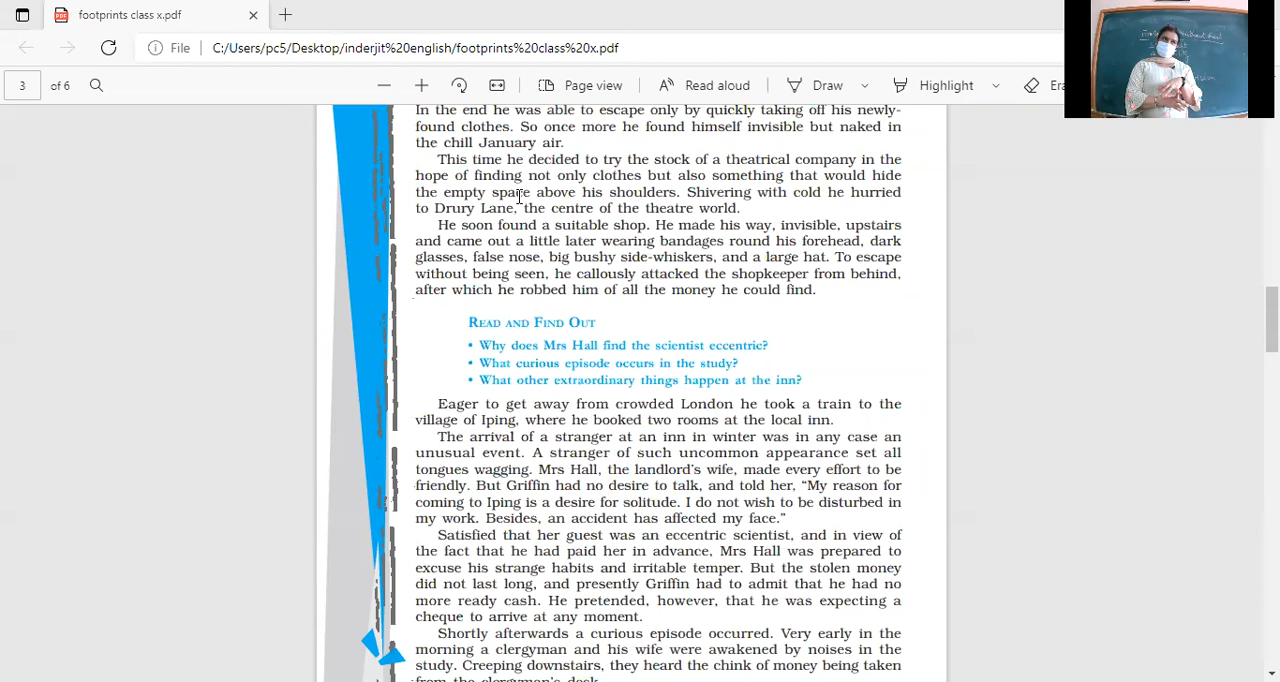 footprints class x.pdf
File C:/Users/pc5/Desktop/inderjit%20english/footprints%20class%20x.pdf
3 of 6 Page view Read aloud Draw Highlight Era
In the end he was able to escape only by quickly taking off his newly-
found clothes. So once more he found himself invisible but naked in
the chill January air.
This time he decided to try the stock of a theatrical company in the
hope of finding not only clothes but also something that would hide
the empty space above his shoulders. Shivering with cold he hurried
to Drury Lane, the centre of the theatre world.
He soon found a suitable shop. He made his way, invisible, upstairs
and came out a little later wearing bandages round his forehead, dark
glasses, false nose, big bushy side-whiskers, and a large hat. To escape
without being seen, he callously attacked the shopkeeper from behind,
after which he robbed him of all the money he could find.
READ AND FIND OUT
• Why does Mrs Hall find the scientist eccentric?
• What curious episode occurs in the study?
• What other extraordinary things happen at the inn?
Eager to get away from crowded London he took a train to the
village of Iping, where he booked two rooms at the local inn.
The arrival of a stranger at an inn in winter was in any case an
unusual event. A stranger of such uncommon appearance set all
tongues wagging. Mrs Hall, the landlord's wife, made every effort to be
friendly. But Griffin had no desire to talk, and told her, “My reason for
coming to Iping is a desire for solitude. I do not wish to be disturbed in
my work. Besides, an accident has affected my face.”
Satisfied that her guest was an eccentric scientist, and in view of
the fact that he had paid her in advance, Mrs Hall was prepared to
excuse his strange habits and irritable temper. But the stolen money
did not last long, and presently Griffin had to admit that he had no
more ready cash. He pretended, however, that he was expecting a
cheque to arrive at any moment.
Shortly afterwards a curious episode occurred. Very early in the
morning a clergyman and his wife were awakened by noises in the
study. Creeping downstairs, they heard the chink of money being taken
from the clergyman's desk.